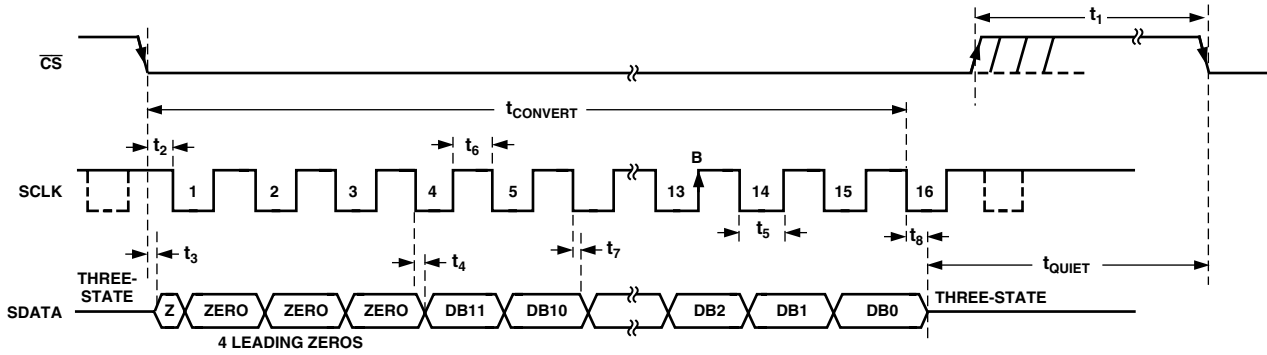 t1
CS
tCONVERT
t2
t6
B
SCLK
1 2 3 4 5 13 14 15 16
t3
t4
t7
t5
t8
tQUIET
THREE-
STATE
THREE-STATE
SDATA
Z ZERO ZERO ZERO DB11 DB10 DB2 DB1 DB0
4 LEADING ZEROS